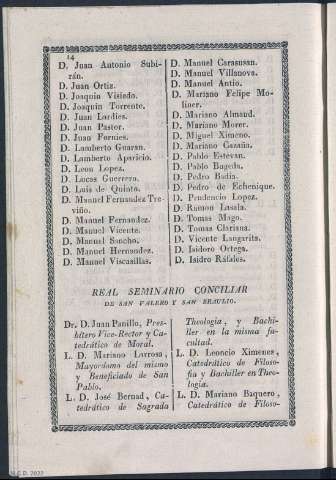 14
D. Juan Antonio Subi-
rán.
D. Juan Ortiz.
D. Joaquin Visiedo.
D. Joaquin Torrente.
D. Juan Lardies.
D. Juan Pastor.
D. Juan Fornies.
D. Lamberto Guaran.
D. Lamberto Aparicio.
D. Leon Lopez.
D. Lucas Guerrero.
D. Luis de Quinto.
D. Manuel Fernandez Tre-
viño.
D. Manuel Fernandez.
D. Manuel Vicente.
D. Manuel Sancho.
D. Manuel Hernandez.
D. Manuel Viscasillas.
D. Manuel Carasusan.
D. Manuel Villanova.
D. Manuel Antio.
D. Mariano Felipe Mo-
liner.
D. Mariano Almaud.
D. Mariano Morer.
D. Miguel Ximeno.
D. Mariano Cazaña.
D. Pablo Estevan.
D. Pablo Bageda.
D. Pedro Badia.
D. Pedro de Echenique.
D. Prudencio Lopez.
D. Ramon Lasala.
D. Tomas Mago.
D. Tomas Clariana.
D. Vicente Langarita.
D. Isidoro Ortega.
D. Isidro Ráfales.
REAL SEMINARIO CONCILIAR
DE SAN VALERO Y SAN BRAULIO.
Dr. D. Juan Panillo, Pres-
bítero Vice-Rector y Ca-
tedrático de Moral.
L. D. Mariano Larrosa,
Mayordomo del mismo
y Beneficiado de San
Pablo.
L. D. José Bernad, Ca-
tedrático de Sagrada
Theologia, y Bachi-
ller en la misma fa-
cultad.
L. D. Leoncio Ximenez,
Catedrático de Filoso-
fia y Bachiller en Theo-
logia.
L. D. Mariano Baquero,
Catedrático de Filoso-